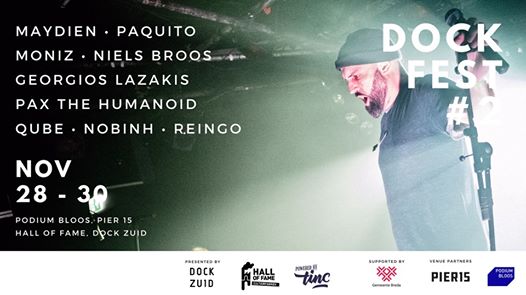 MAYDIEN • PAQUITO
MONIZ • NIELS BROOS
GEORGIOS LAZAKIS
PAX THE HUMANOID
QUBE • NOBINH • REINGO
DOCK
FEST
#2
NOV
28 - 30
PODIUM BLOOS, PIER 15
HALL OF FAME, DOCK ZUID
PRESENTED BY
DOCK
ZUID
HALL
OF FAME
POWERED BY
tinc
SUPPORTED BY
Gemeente Breda
VENUE PARTNERS
PIER15
PODIUM
BLOOS